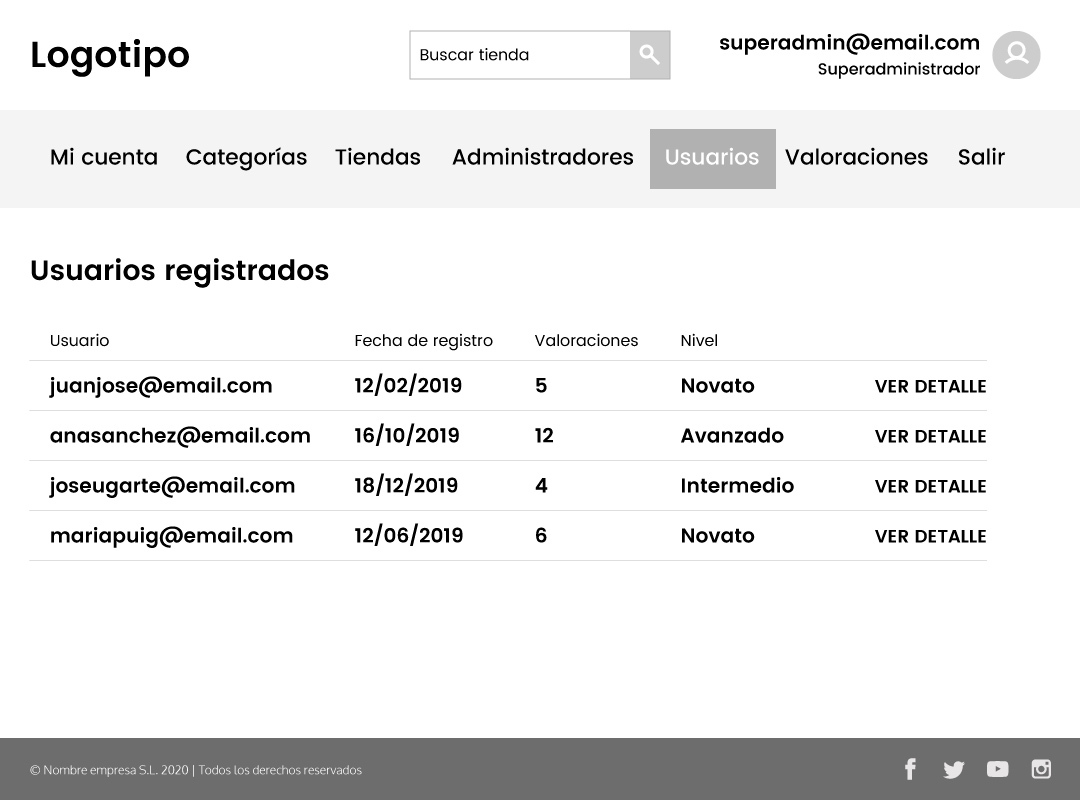 Logotipo
Buscar tienda
superadmin@email.com
Superadministrador
Mi cuenta Categorías Tiendas Administradores Usuarios Valoraciones Salir
Usuarios registrados
Usuario Fecha de registro Valoraciones Nivel
juanjose@email.com 12/02/2019 5 Novato VER DETALLE
anasanchez@email.com 16/10/2019 12 Avanzado VER DETALLE
joseugarte@email.com 18/12/2019 4 Intermedio VER DETALLE
mariapuig@email.com 12/06/2019 6 Novato VER DETALLE
© Nombre empresa S.L. 2020 | Todos los derechos reservados